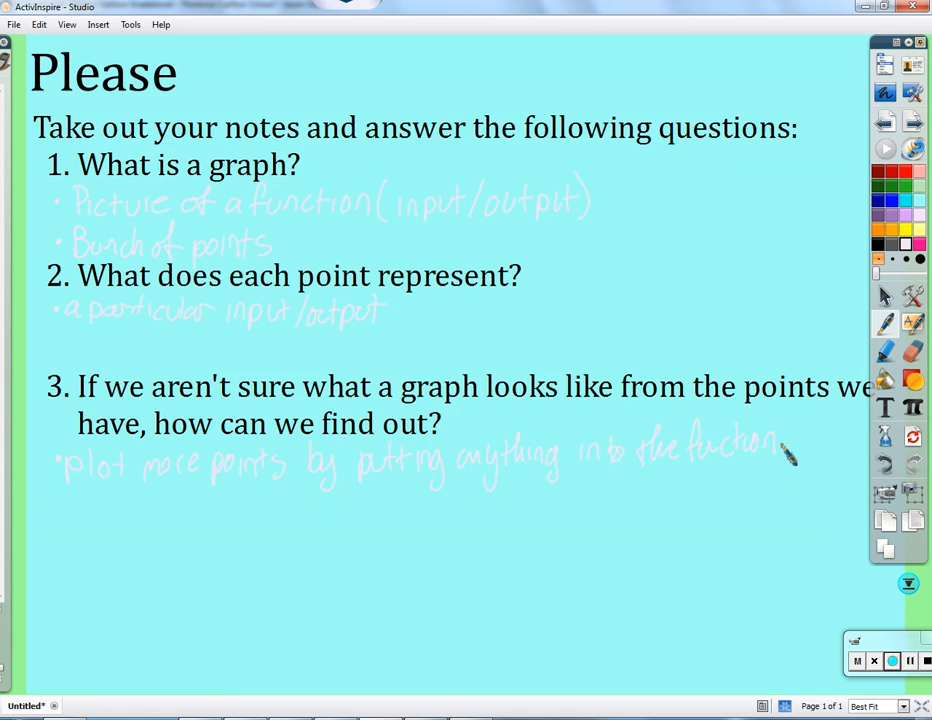 ActivInspire - Studio
File Edit View Insert Tools Help
Please
Take out your notes and answer the following questions:
1. What is a graph?
• Picture of a function (input/output)
• Bunch of points
2. What does each point represent?
• a particular input/output
3. If we aren't sure what a graph looks like from the points we
have, how can we find out?
• plot more points by putting anything into the fuction
T π
M
Untitled* Page 1 of 1 Best Fit